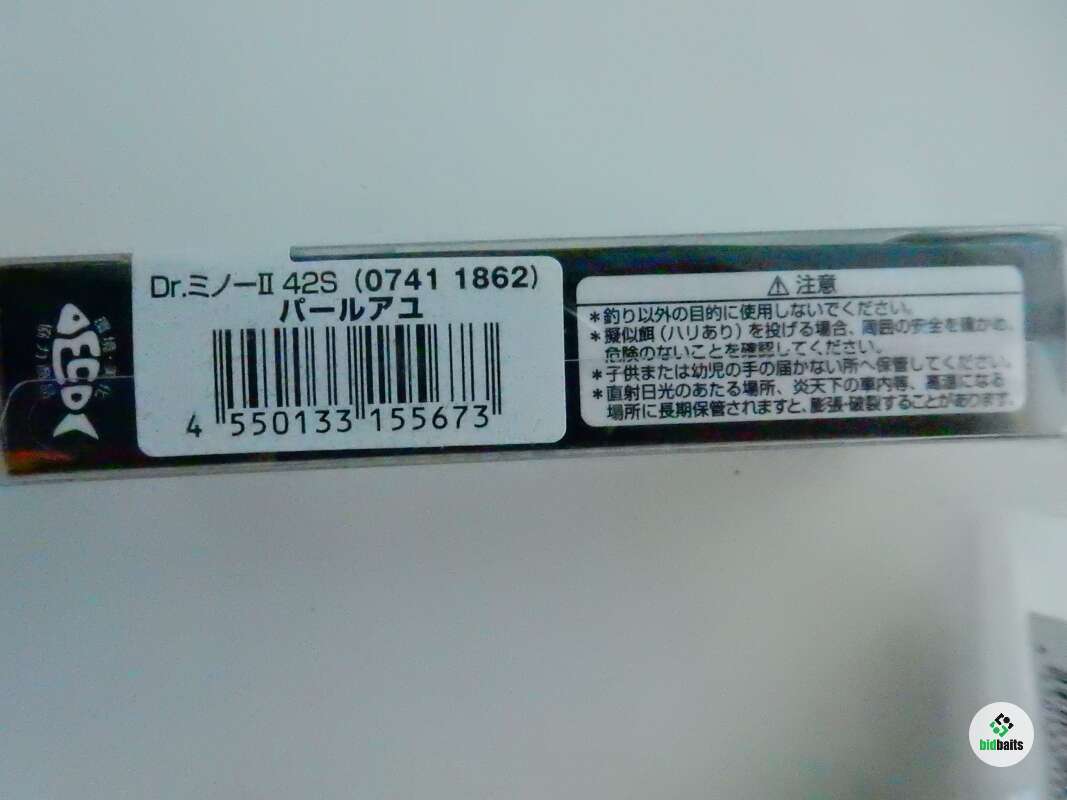 Dr.ミノーⅡ 42S (0741 1862)
パールアユ
4 550133 155673
⚠ 注意
*釣り以外の目的に使用しないでください。
*擬似餌(ハリあり)を投げる場合、周囲の安全を確かめ、
危険のないことを確認してください。
*子供または幼児の手の届かない所へ保管してください。
*直射日光のあたる場所、炎天下の車内等、高温になる
場所に長期保管されますと、膨張・破裂することがあります。
ECO
bidbaits